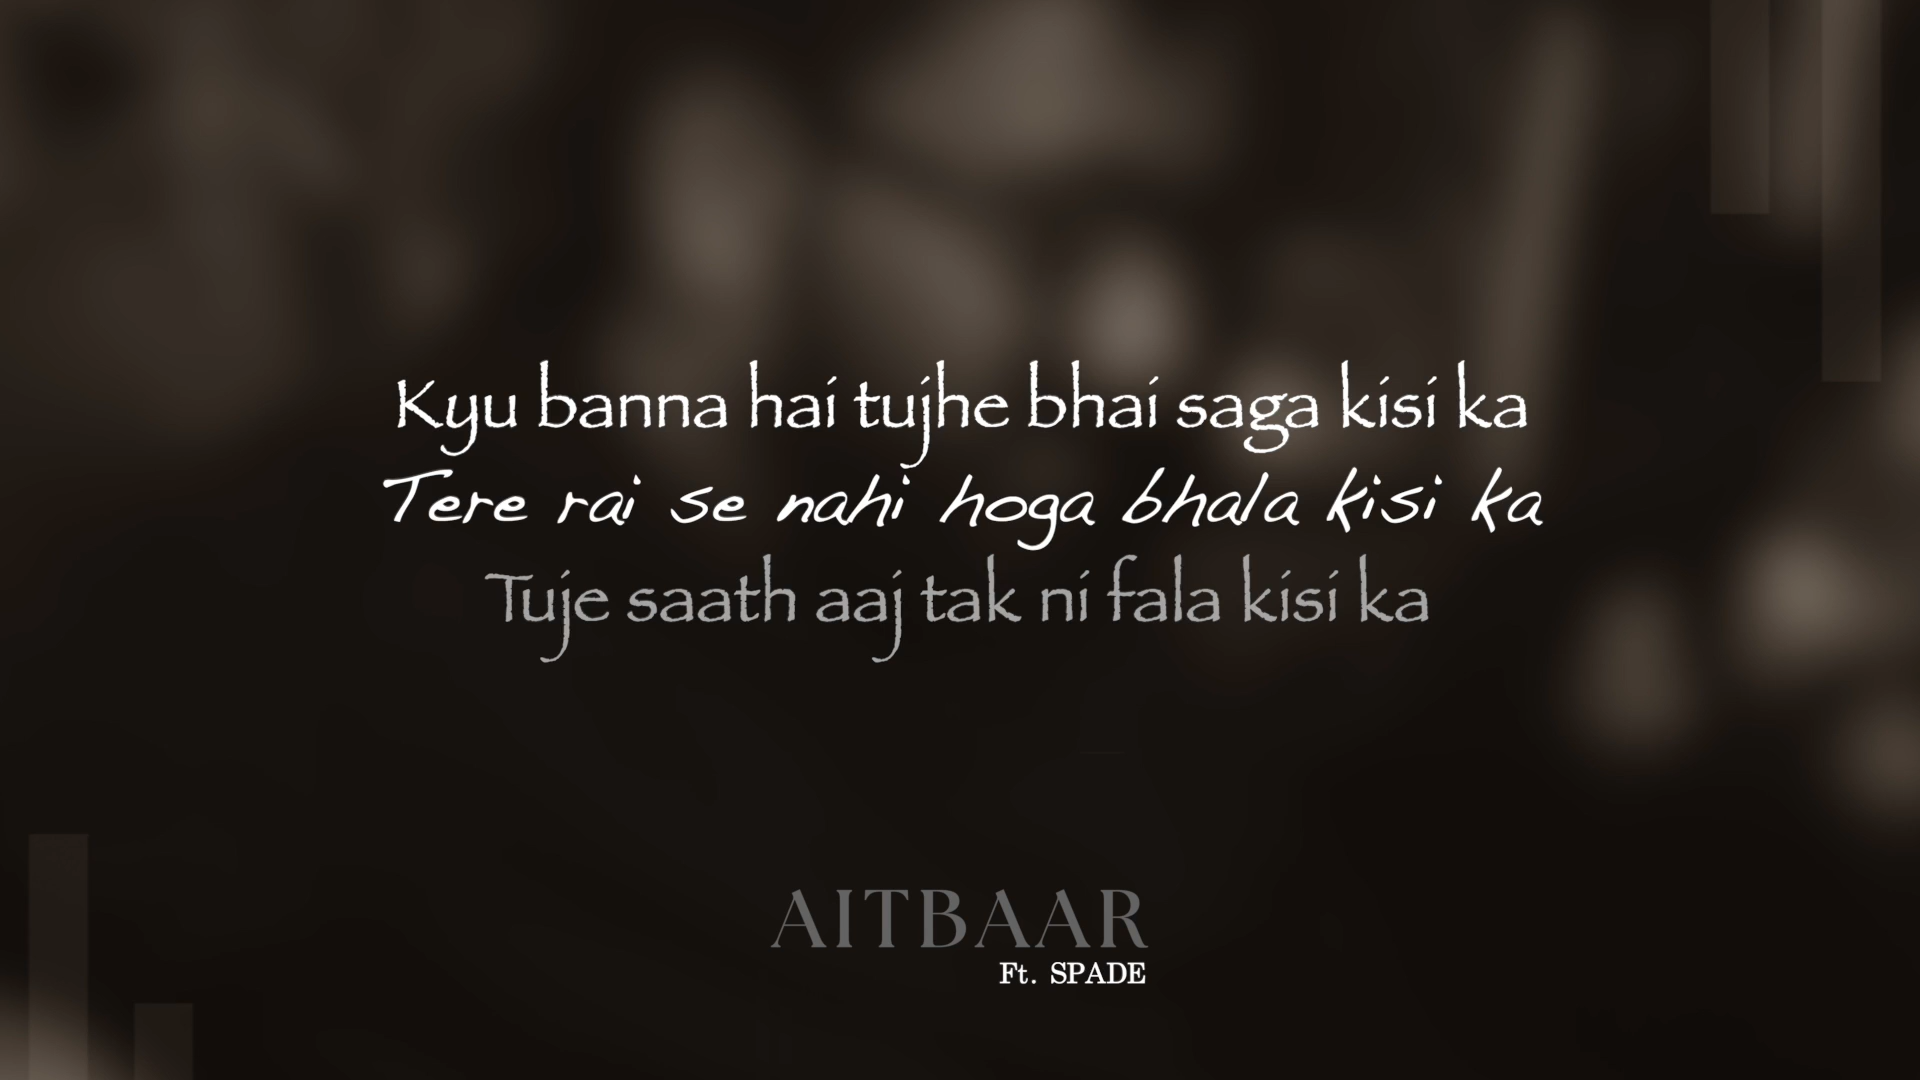 Kyu banna hai tujhe bhai saga kisi ka
Tere rai se nahi hoga bhala kisi ka
Tuje saath aaj tak ni fala kisi ka
AITBAAR
Ft. SPADE